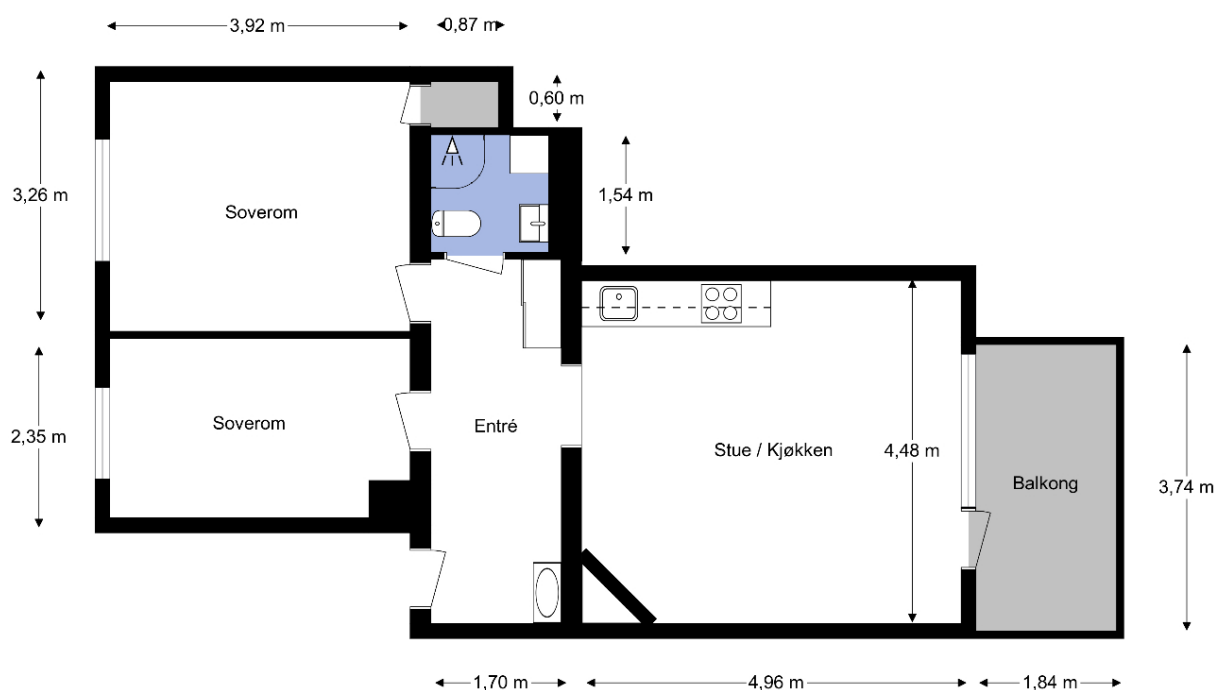 3,92 m
0,87 m
0,60 m
3,26 m
1,54 m
Soverom
2,35 m
Soverom
Entré
Stue / Kjøkken
4,48 m
Balkong
3,74 m
1,70 m
4,96 m
1,84 m